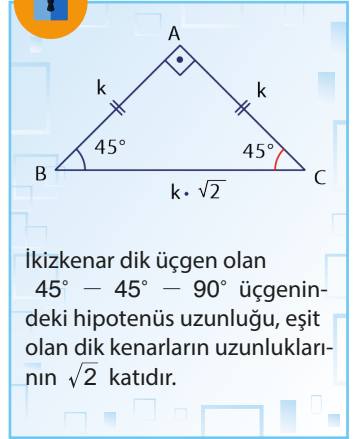 A
k k
45° 45°
B C
k · √2
İkizkenar dik üçgen olan
45° — 45° — 90° üçgenin-
deki hipotenüs uzunluğu, eşit
olan dik kenarların uzunlukları-
nın √2 katıdır.